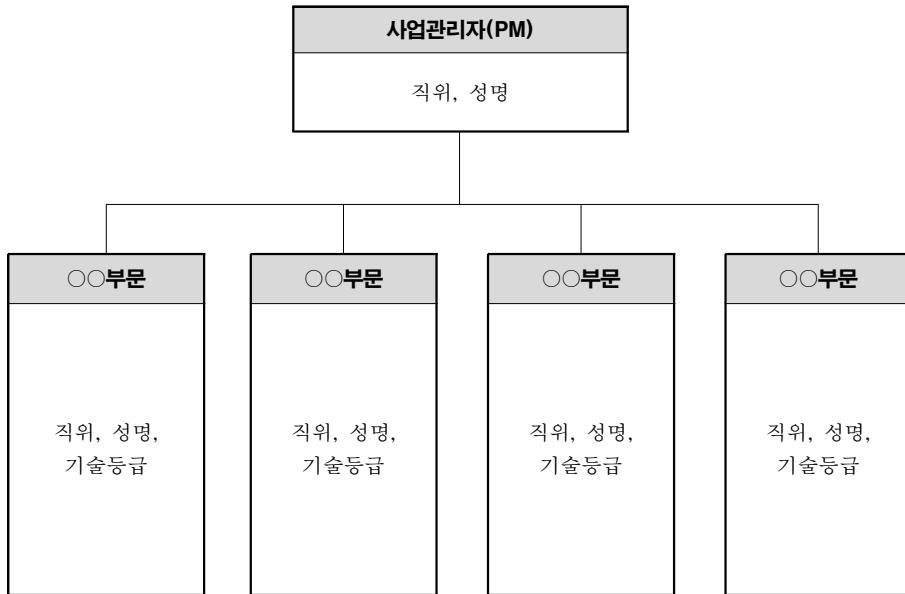 사업관리자(PM)
직위, 성명
○○부문
직위, 성명,
기술등급
○○부문
직위, 성명,
기술등급
○○부문
직위, 성명,
기술등급
○○부문
직위, 성명,
기술등급